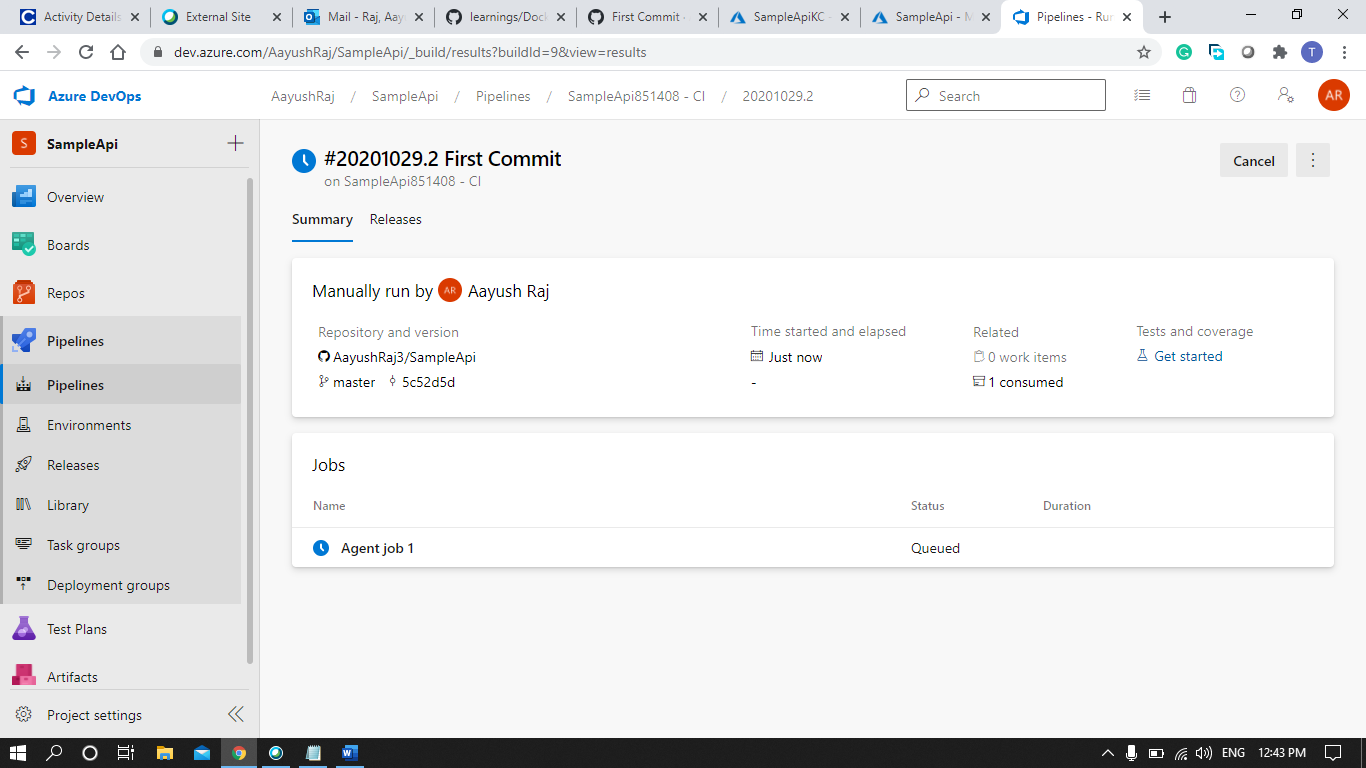 Activity Details
External Site
Mail - Raj, Aay
learnings/Dock
First Commit -
SampleApiKC -
SampleApi - M
Pipelines - Run
dev.azure.com/AayushRaj/SampleApi/_build/results?buildId=9&view=results
T
Azure DevOps
AayushRaj / SampleApi / Pipelines / SampleApi851408 - CI / 20201029.2
Search
AR
S SampleApi
Overview
Boards
Repos
Pipelines
Pipelines
Environments
Releases
Library
Task groups
Deployment groups
Test Plans
Artifacts
Project settings
#20201029.2 First Commit
on SampleApi851408 - CI
Cancel
Summary Releases
Manually run by AR Aayush Raj
Repository and version
AayushRaj3/SampleApi
master 5c52d5d
Time started and elapsed
Just now
-
Related
0 work items
1 consumed
Tests and coverage
Get started
Jobs
Name Status Duration
Agent job 1 Queued
ENG 12:43 PM